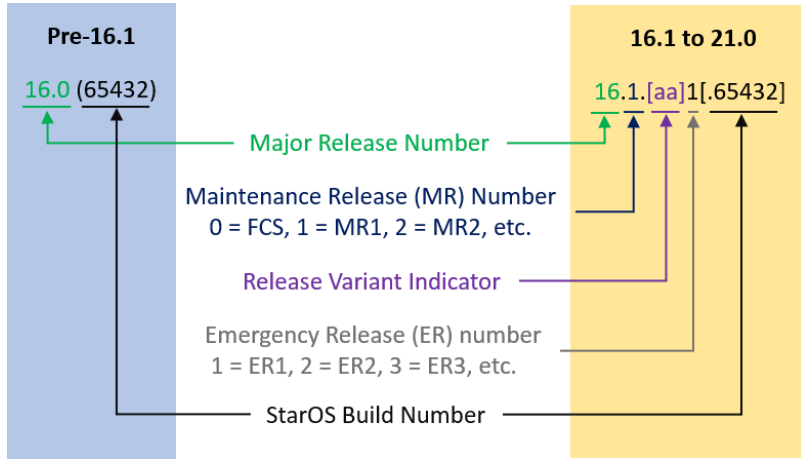 Pre-16.1
16.1 to 21.0
16.0 (65432)
16.1.[aa]1[.65432]
Major Release Number
Maintenance Release (MR) Number
0 = FCS, 1 = MR1, 2 = MR2, etc.
Release Variant Indicator
Emergency Release (ER) number
1 = ER1, 2 = ER2, 3 = ER3, etc.
StarOS Build Number